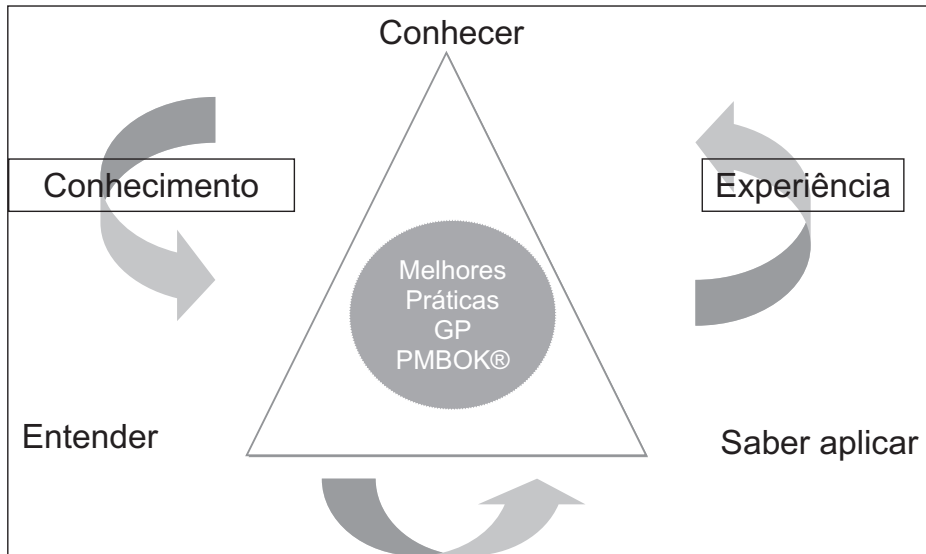 Conhecer
Conhecimento
Experiência
Melhores
Práticas
GP
PMBOK®
Entender
Saber aplicar